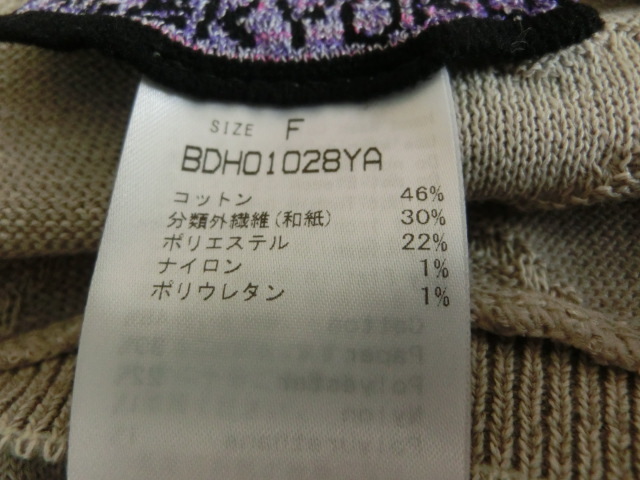 SIZE F
BDH01028YA
コットン 46%
分類外繊維(和紙) 30%
ポリエステル 22%
ナイロン 1%
ポリウレタン 1%